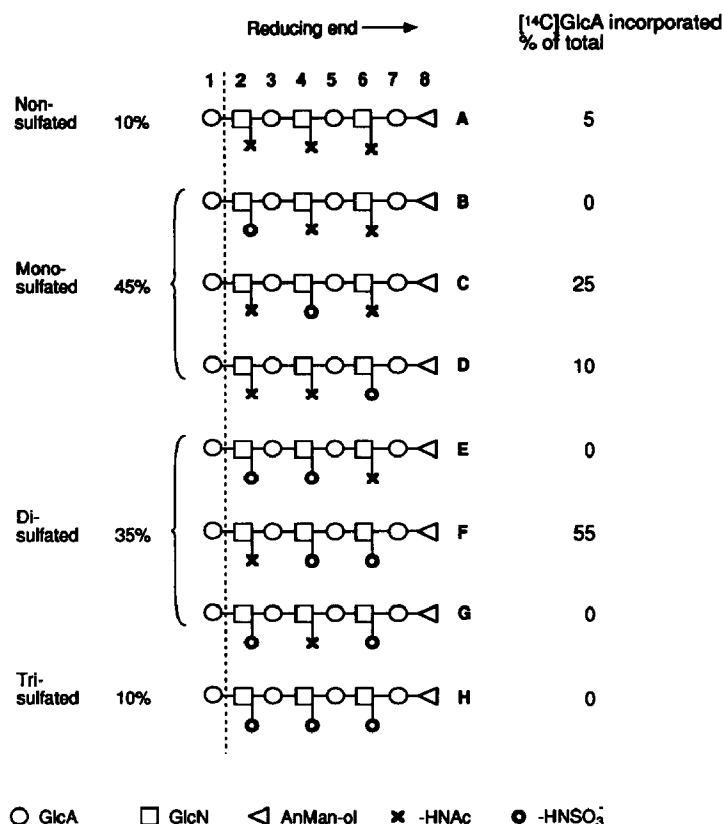 Reducing end
[¹⁴C]GlcA incorporated
% of total
1 2 3 4 5 6 7 8
Non-
sulfated 10% A 5
B 0
Mono-
sulfated 45% C 25
D 10
E 0
Di-
sulfated 35% F 55
G 0
Tri-
sulfated 10% H 0
GlcA GlcN AnMan-ol -HNAc -HNSO₃⁻